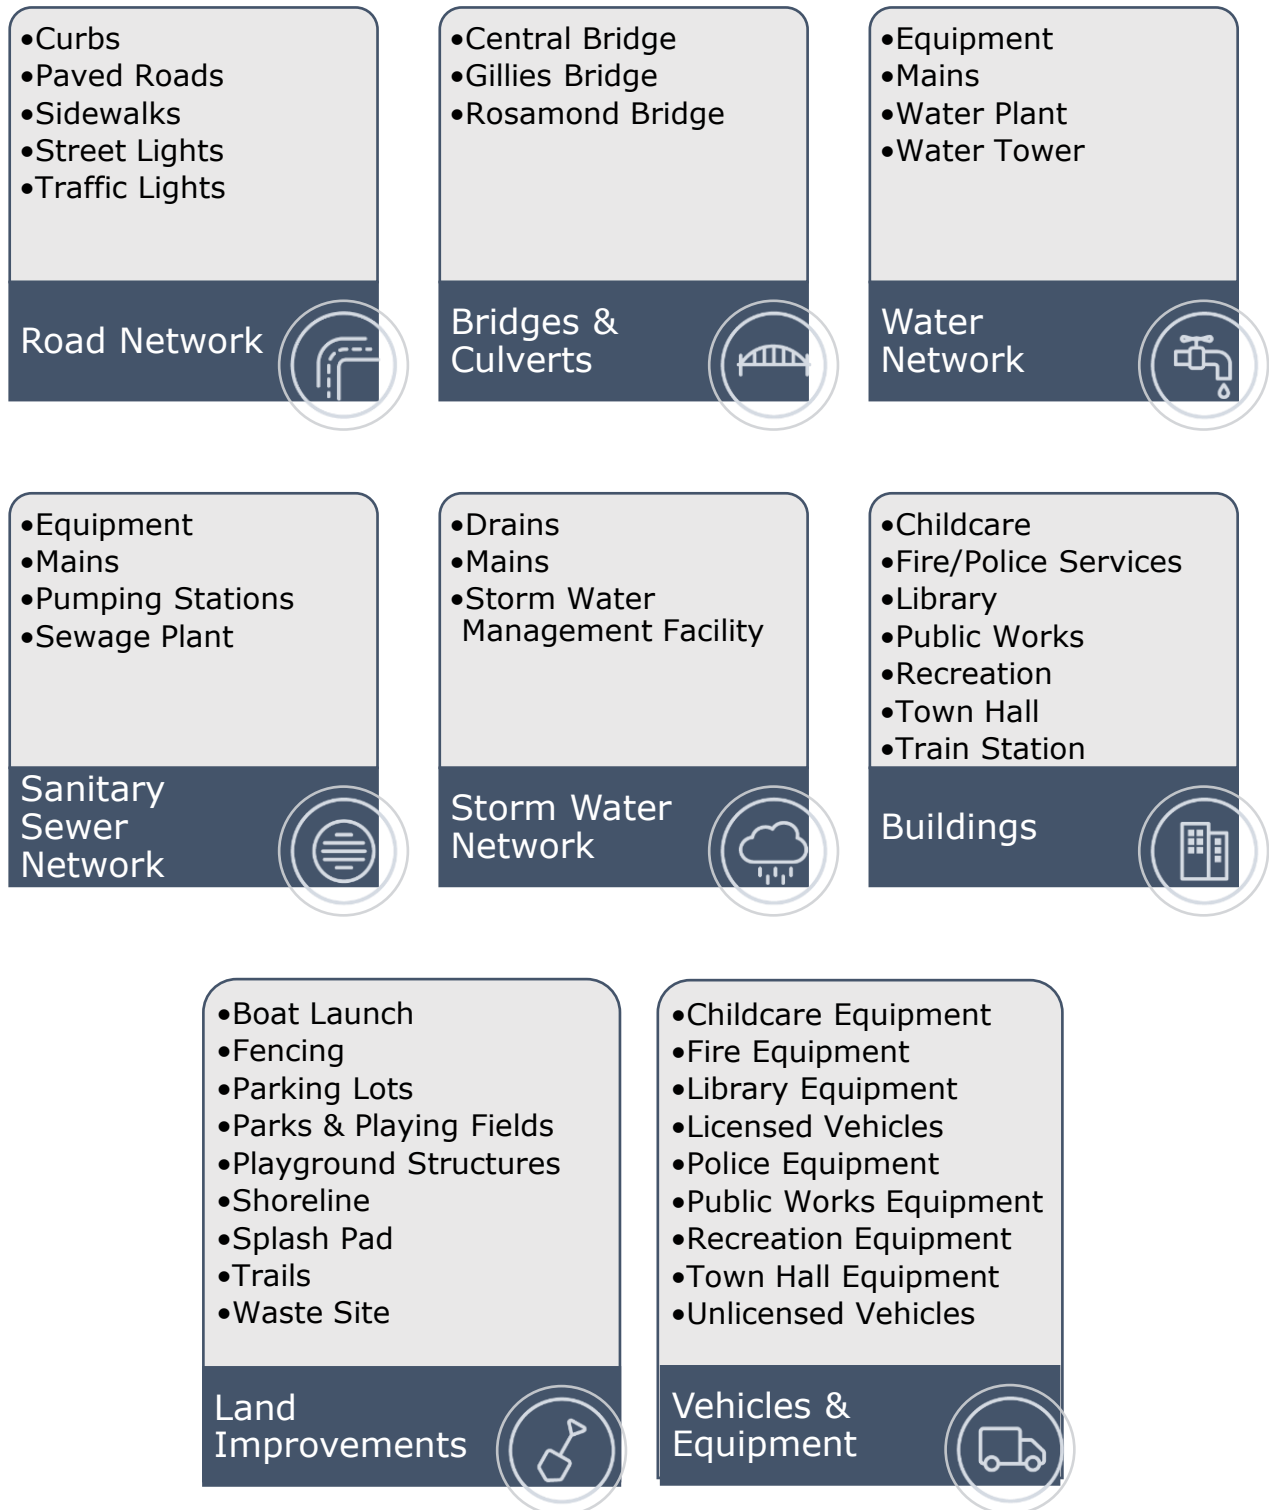 •Curbs
•Paved Roads
•Sidewalks
•Street Lights
•Traffic Lights
Road Network
•Central Bridge
•Gillies Bridge
•Rosamond Bridge
Bridges &
Culverts
•Equipment
•Mains
•Water Plant
•Water Tower
Water
Network
•Equipment
•Mains
•Pumping Stations
•Sewage Plant
Sanitary
Sewer
Network
•Drains
•Mains
•Storm Water
Management Facility
Storm Water
Network
•Childcare
•Fire/Police Services
•Library
•Public Works
•Recreation
•Town Hall
•Train Station
Buildings
•Boat Launch
•Fencing
•Parking Lots
•Parks & Playing Fields
•Playground Structures
•Shoreline
•Splash Pad
•Trails
•Waste Site
Land
Improvements
•Childcare Equipment
•Fire Equipment
•Library Equipment
•Licensed Vehicles
•Police Equipment
•Public Works Equipment
•Recreation Equipment
•Town Hall Equipment
•Unlicensed Vehicles
Vehicles &
Equipment